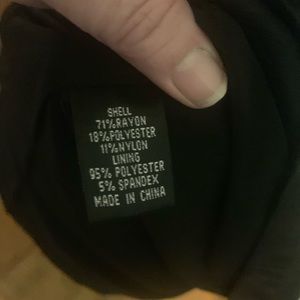 SHELL
71%RAYON
18%POLYESTER
11%NYLON
LINING
95% POLYESTER
5% SPANDEX
MADE IN CHINA